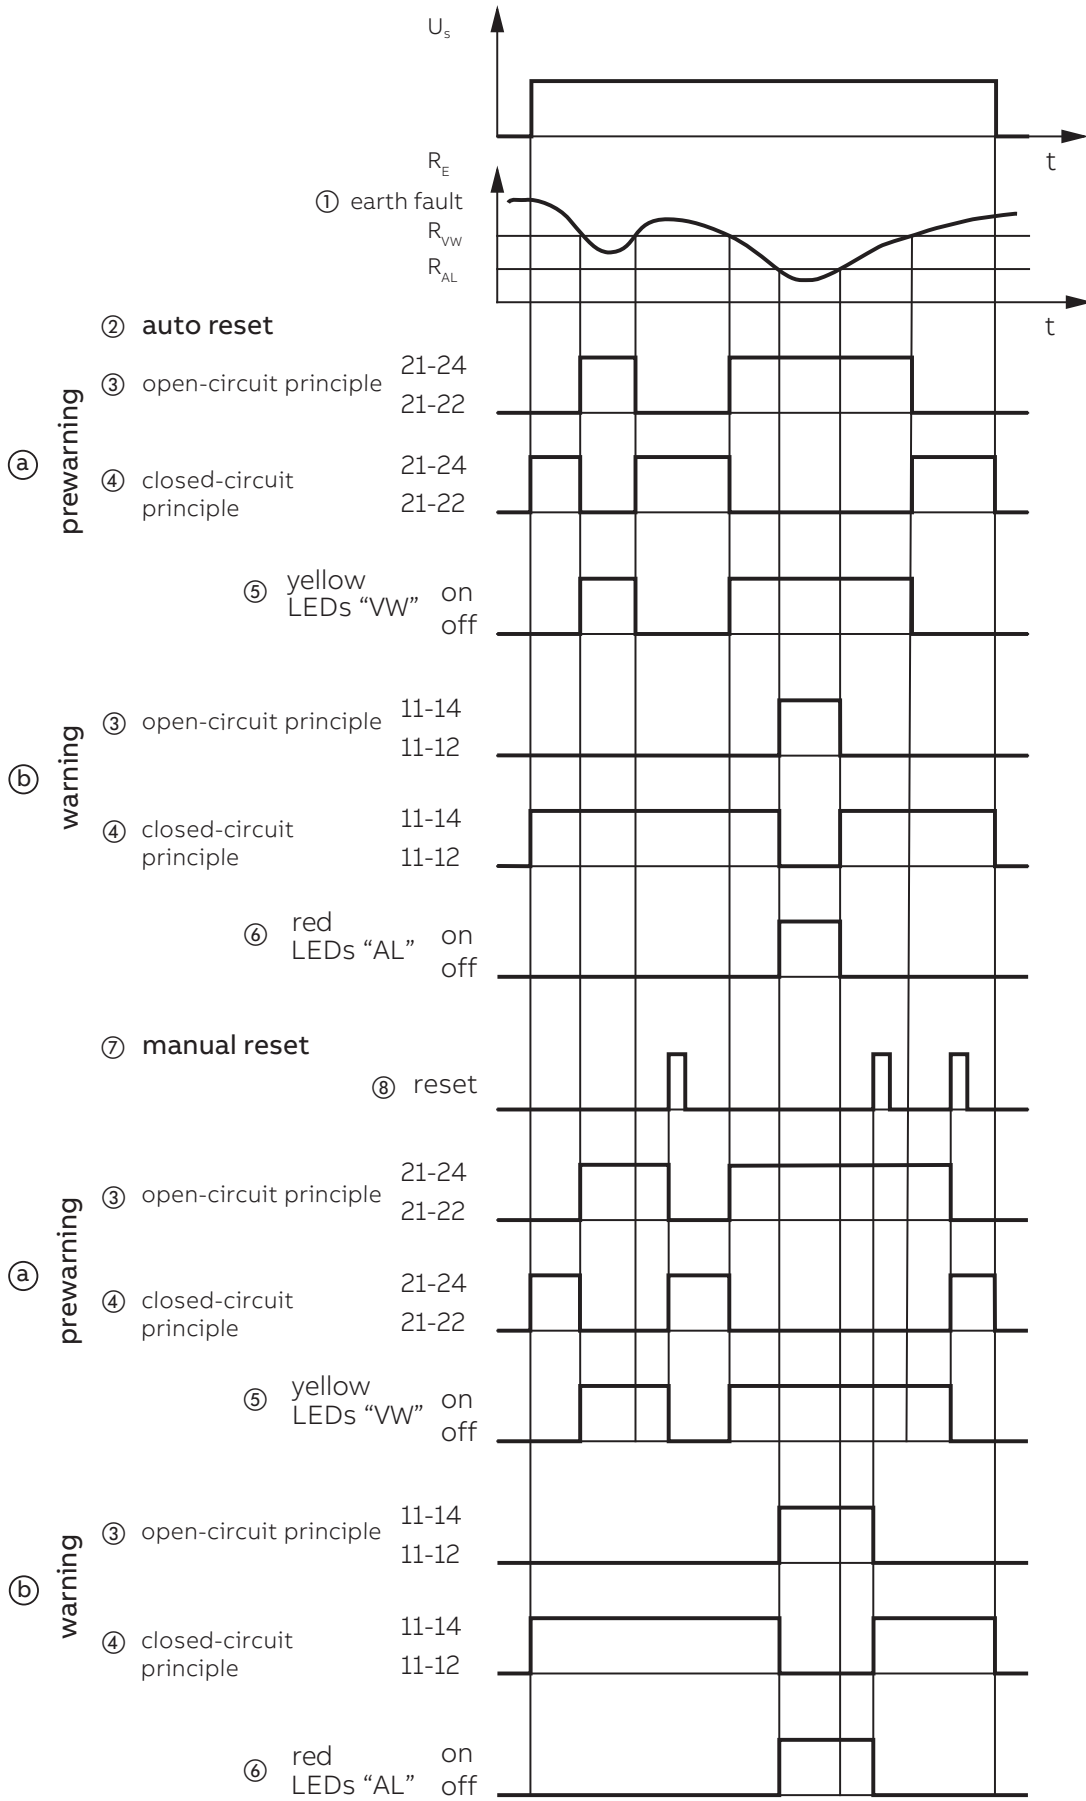 Us
t
RE
① earth fault
RVW
RAL
t
② auto reset
ⓐ prewarning
③ open-circuit principle 21-24
21-22
④ closed-circuit
principle
21-24
21-22
⑤ yellow
LEDs “VW”
on
off
ⓑ warning
③ open-circuit principle 11-14
11-12
④ closed-circuit
principle
11-14
11-12
⑥ red
LEDs “AL”
on
off
⑦ manual reset
⑧ reset
ⓐ prewarning
③ open-circuit principle 21-24
21-22
④ closed-circuit
principle
21-24
21-22
⑤ yellow
LEDs “VW”
on
off
ⓑ warning
③ open-circuit principle 11-14
11-12
④ closed-circuit
principle
11-14
11-12
⑥ red
LEDs “AL”
on
off